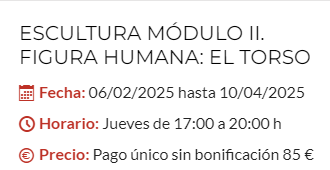 ESCULTURA MÓDULO II.
FIGURA HUMANA: EL TORSO
Fecha: 06/02/2025 hasta 10/04/2025
Horario: Jueves de 17:00 a 20:00 h
Precio: Pago único sin bonificación 85 €